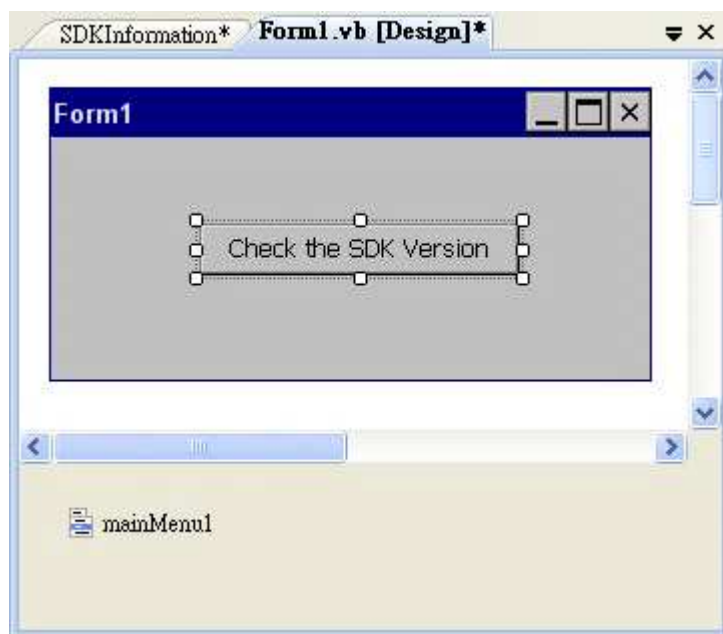 SDKInformation* Form1.vb [Design]*
Form1
Check the SDK Version
mainMenu1